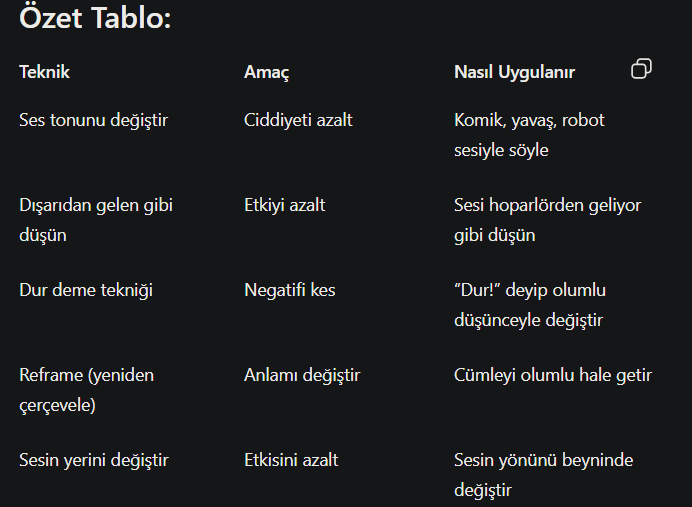 Özet Tablo:
Teknik Amaç Nasıl Uygulanır
Ses tonunu değiştir Ciddiyeti azalt Komik, yavaş, robot
sesiyle söyle
Dışarıdan gelen gibi Etkiyi azalt Sesi hoparlörden geliyor
düşün gibi düşün
Dur deme tekniği Negatifi kes “Dur!” deyip olumlu
düşünceyle değiştir
Reframe (yeniden Anlamı değiştir Cümleyi olumlu hale getir
çerçevele)
Sesin yerini değiştir Etkisini azalt Sesin yönünü beyninde
değiştir